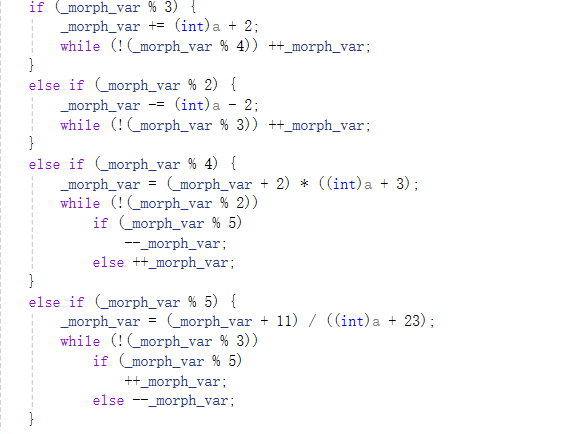 if (_morph_var % 3) {
_morph_var += (int)a + 2;
while (!(_morph_var % 4)) ++_morph_var;
}
else if (_morph_var % 2) {
_morph_var -= (int)a - 2;
while (!(_morph_var % 3)) ++_morph_var;
}
else if (_morph_var % 4) {
_morph_var = (_morph_var + 2) * ((int)a + 3);
while (!(_morph_var % 2))
if (_morph_var % 5)
--_morph_var;
else ++_morph_var;
}
else if (_morph_var % 5) {
_morph_var = (_morph_var + 11) / ((int)a + 23);
while (!(_morph_var % 3))
if (_morph_var % 5)
++_morph_var;
else --_morph_var;
}